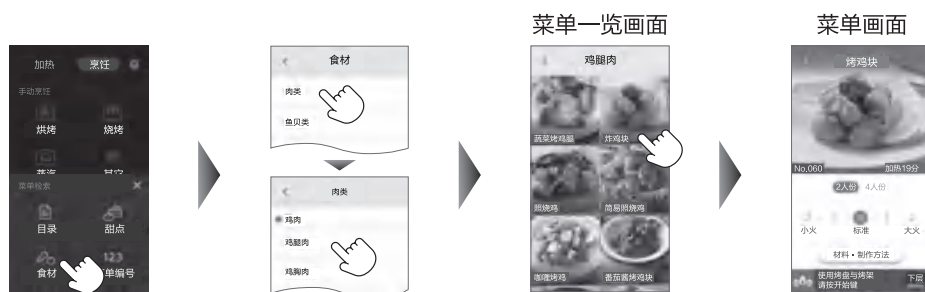 菜单一览画面
菜单画面
加热
烹饪
手动烹饪
烘烤
烧烤
蒸汽
其它
菜单检索
目录
甜点
食材
123
单编号
食材
肉类
鱼贝类
肉类
鸡肉
鸡腿肉
鸡胸肉
鸡腿肉
蔬菜烤鸡腿
炸鸡块
照烧鸡
简易照烧鸡
咖喱烤鸡
番茄酱烤鸡块
烤鸡块
No.060
加热19分
2人份
4人份
小火
标准
大火
材料・制作方法
使用烤盘与烤架
请按开始键
下层